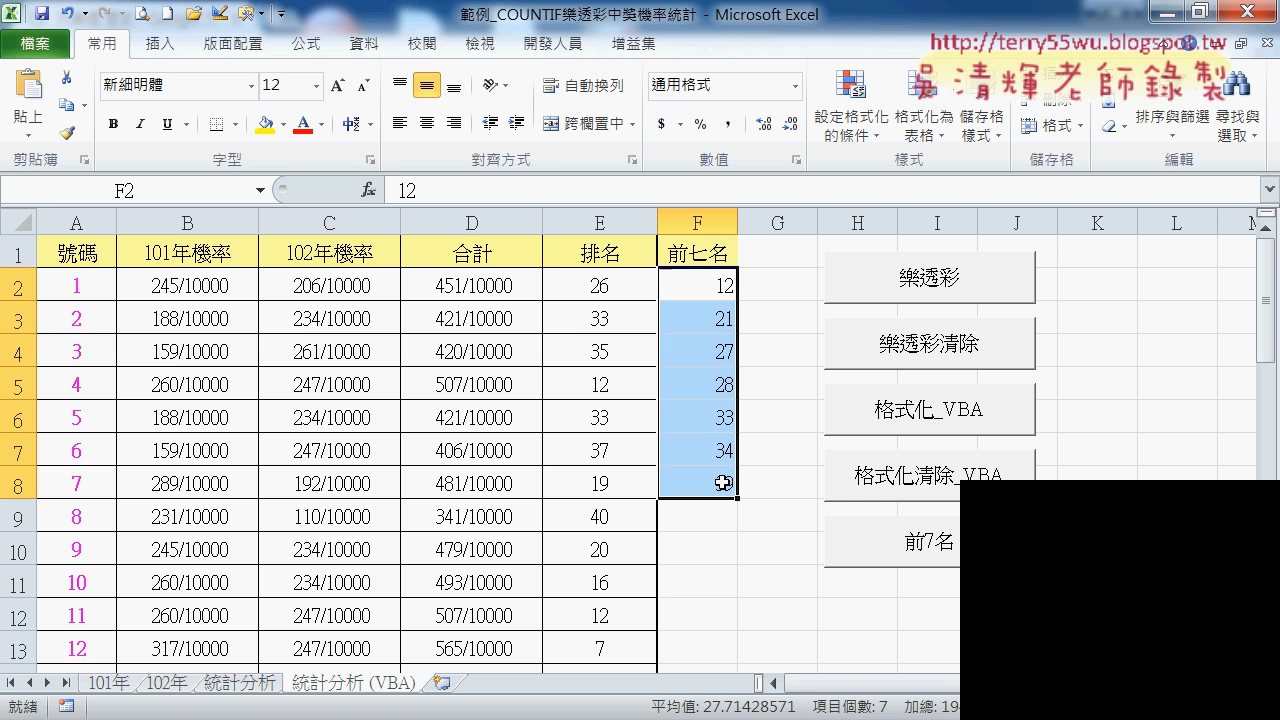 範例_COUNTIF樂透彩中獎機率統計 - Microsoft Excel
檔案 常用 插入 版面配置 公式 資料 校閱 檢視 開發人員 增益集
http://terry55wu.blogspot.tw
吳清輝老師錄製
新細明體 12 自動換列 通用格式
貼上 跨欄置中 設定格式化的條件 格式化為表格 儲存格樣式 格式 排序與篩選 尋找與選取
剪貼簿 字型 對齊方式 數值 樣式 儲存格 編輯
F2 fx 12
A B C D E F G H I J K L
1 號碼 101年機率 102年機率 合計 排名 前七名
2 1 245/10000 206/10000 451/10000 26 12
3 2 188/10000 234/10000 421/10000 33 21
4 3 159/10000 261/10000 420/10000 35 27
5 4 260/10000 247/10000 507/10000 12 28
6 5 188/10000 234/10000 421/10000 33 33
7 6 159/10000 247/10000 406/10000 37 34
8 7 289/10000 192/10000 481/10000 19
9 8 231/10000 110/10000 341/10000 40
10 9 245/10000 234/10000 479/10000 20
11 10 260/10000 234/10000 493/10000 16
12 11 260/10000 247/10000 507/10000 12
13 12 317/10000 247/10000 565/10000 7
樂透彩
樂透彩清除
格式化_VBA
格式化清除_VBA
前7名
101年 102年 統計分析 統計分析 (VBA)
就緒 平均值: 27.71428571 項目個數: 7 加總: 19